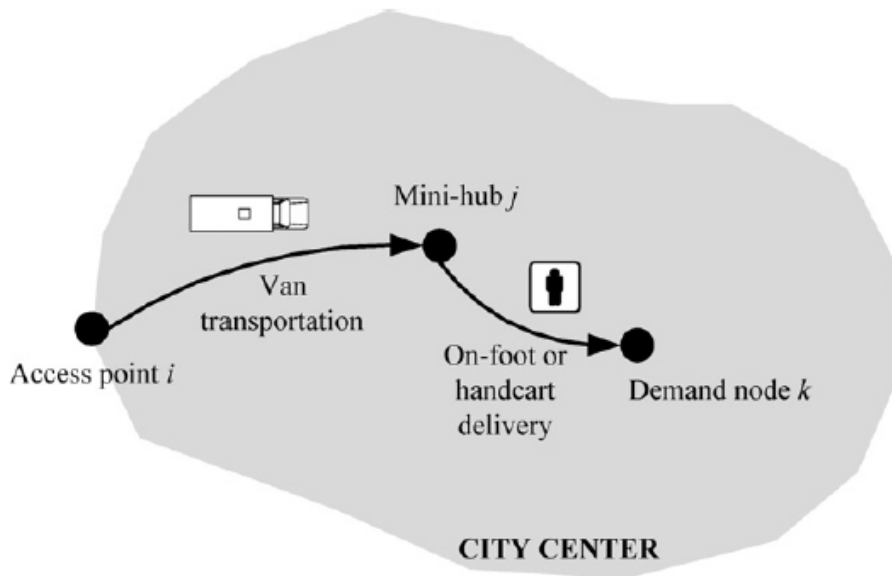 Mini-hub j
Van
transportation
Access point i
On-foot or
handcart
delivery
Demand node k
CITY CENTER